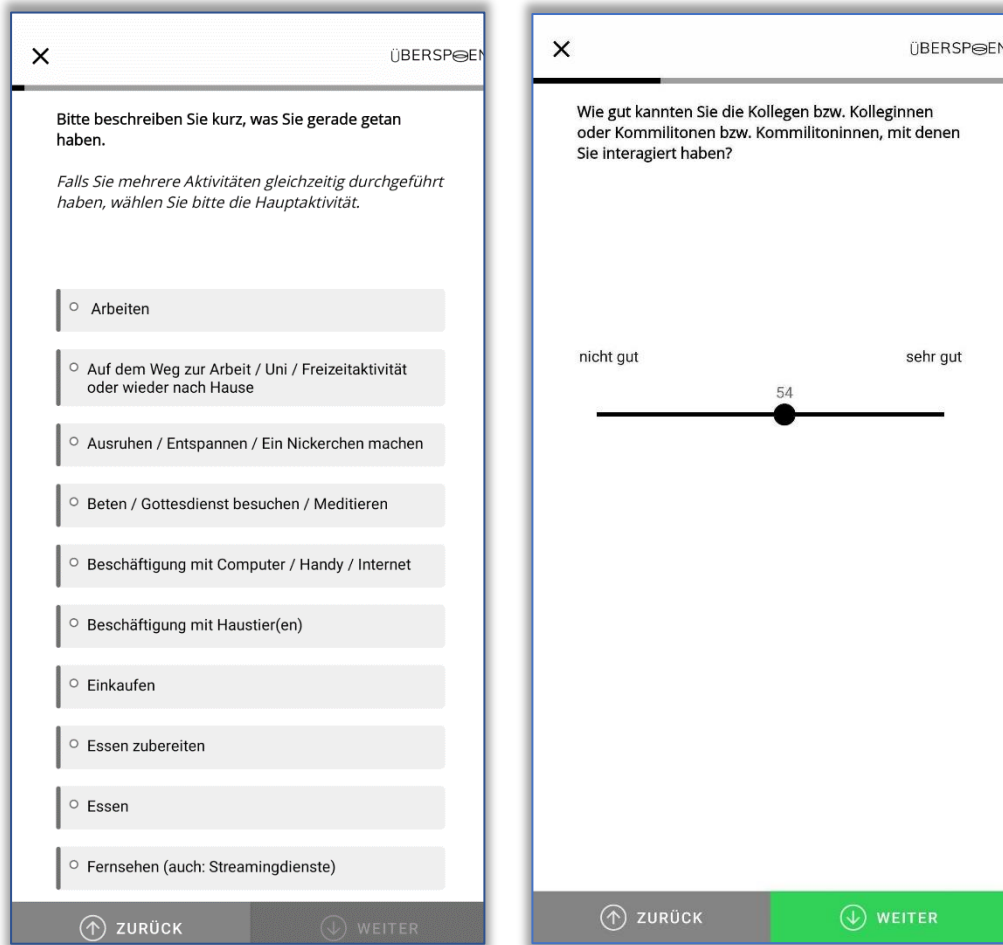 ÜBERSP
Bitte beschreiben Sie kurz, was Sie gerade getan
haben.
Falls Sie mehrere Aktivitäten gleichzeitig durchgeführt
haben, wählen Sie bitte die Hauptaktivität.
Arbeiten
Auf dem Weg zur Arbeit / Uni / Freizeitaktivität
oder wieder nach Hause
Ausruhen / Entspannen / Ein Nickerchen machen
Beten / Gottesdienst besuchen / Meditieren
Beschäftigung mit Computer / Handy / Internet
Beschäftigung mit Haustier(en)
Einkaufen
Essen zubereiten
Essen
Fernsehen (auch: Streamingdienste)
ZURÜCK
WEITER
ÜBERSP
Wie gut kannten Sie die Kollegen bzw. Kolleginnen
oder Kommilitonen bzw. Kommilitoninnen, mit denen
Sie interagiert haben?
nicht gut
sehr gut
54
ZURÜCK
WEITER